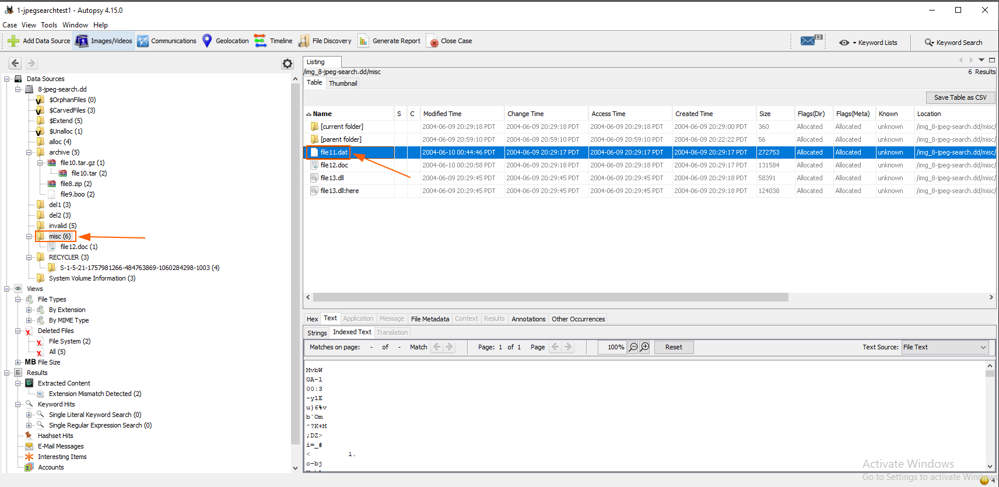 1-jpegsearchtest1 - Autopsy 4.15.0
Case View Tools Window Help
Add Data Source Images/Videos Communications Geolocation Timeline File Discovery Generate Report Close Case 13 Keyword Lists Keyword Search
Data Sources
8-jpeg-search.dd
$OrphanFiles (0)
$CarvedFiles (3)
$Extend (5)
$Unalloc (1)
alloc (4)
archive (5)
file10.tar.gz (1)
file10.tar (2)
file8.zip (2)
file9.boo (2)
del1 (3)
del2 (3)
invalid (5)
misc (6)
file12.doc (1)
RECYCLER (3)
S-1-5-21-1757981266-484763869-1060284298-1003 (4)
System Volume Information (3)
Views
File Types
By Extension
By MIME Type
Deleted Files
File System (2)
All (5)
MB File Size
Results
Extracted Content
Extension Mismatch Detected (2)
Keyword Hits
Single Literal Keyword Search (0)
Single Regular Expression Search (0)
Hashset Hits
E-Mail Messages
Interesting Items
Accounts
Listing
/img_8-jpeg-search.dd/misc
6 Results
Table Thumbnail
Save Table as CSV
Name S C Modified Time Change Time Access Time Created Time Size Flags(Dir) Flags(Meta) Known Location
[current folder] 2004-06-09 20:29:18 PDT 2004-06-09 20:29:18 PDT 2004-06-09 20:29:18 PDT 2004-06-09 20:29:00 PDT 360 Allocated Allocated unknown /img_8-jpeg-search.dd/misc/
[parent folder] 2004-06-09 20:59:10 PDT 2004-06-09 20:59:10 PDT 2004-06-09 20:59:10 PDT 2004-06-09 20:22:22 PDT 56 Allocated Allocated unknown /img_8-jpeg-search.dd/misc/
file11.dat 2004-06-10 00:44:46 PDT 2004-06-09 20:29:17 PDT 2004-06-09 20:29:17 PDT 2004-06-09 20:29:17 PDT 272753 Allocated Allocated unknown /img_8-jpeg-search.dd/misc/
file12.doc 2004-06-10 00:20:58 PDT 2004-06-09 20:29:18 PDT 2004-06-09 20:29:18 PDT 2004-06-09 20:29:17 PDT 131584 Allocated Allocated unknown /img_8-jpeg-search.dd/misc/
file13.dll 2004-06-09 20:29:45 PDT 2004-06-09 20:29:45 PDT 2004-06-09 20:29:45 PDT 2004-06-09 20:29:18 PDT 58391 Allocated Allocated unknown /img_8-jpeg-search.dd/misc/
file13.dll:here 2004-06-09 20:29:45 PDT 2004-06-09 20:29:45 PDT 2004-06-09 20:29:45 PDT 2004-06-09 20:29:18 PDT 124038 Allocated Allocated unknown /img_8-jpeg-search.dd/misc/
Hex Text Application Message File Metadata Context Results Annotations Other Occurrences
Strings Indexed Text Translation
Matches on page: - of - Match Page: 1 of 1 Page 100% Reset Text Source: File Text
MvbW
OA-l
00:3
-ylE
u}6%v
b`Om
^?K+M
;DZ>
i=_#
< l.
o-bj
Activate Windows
Go to Settings to activate Windows
4